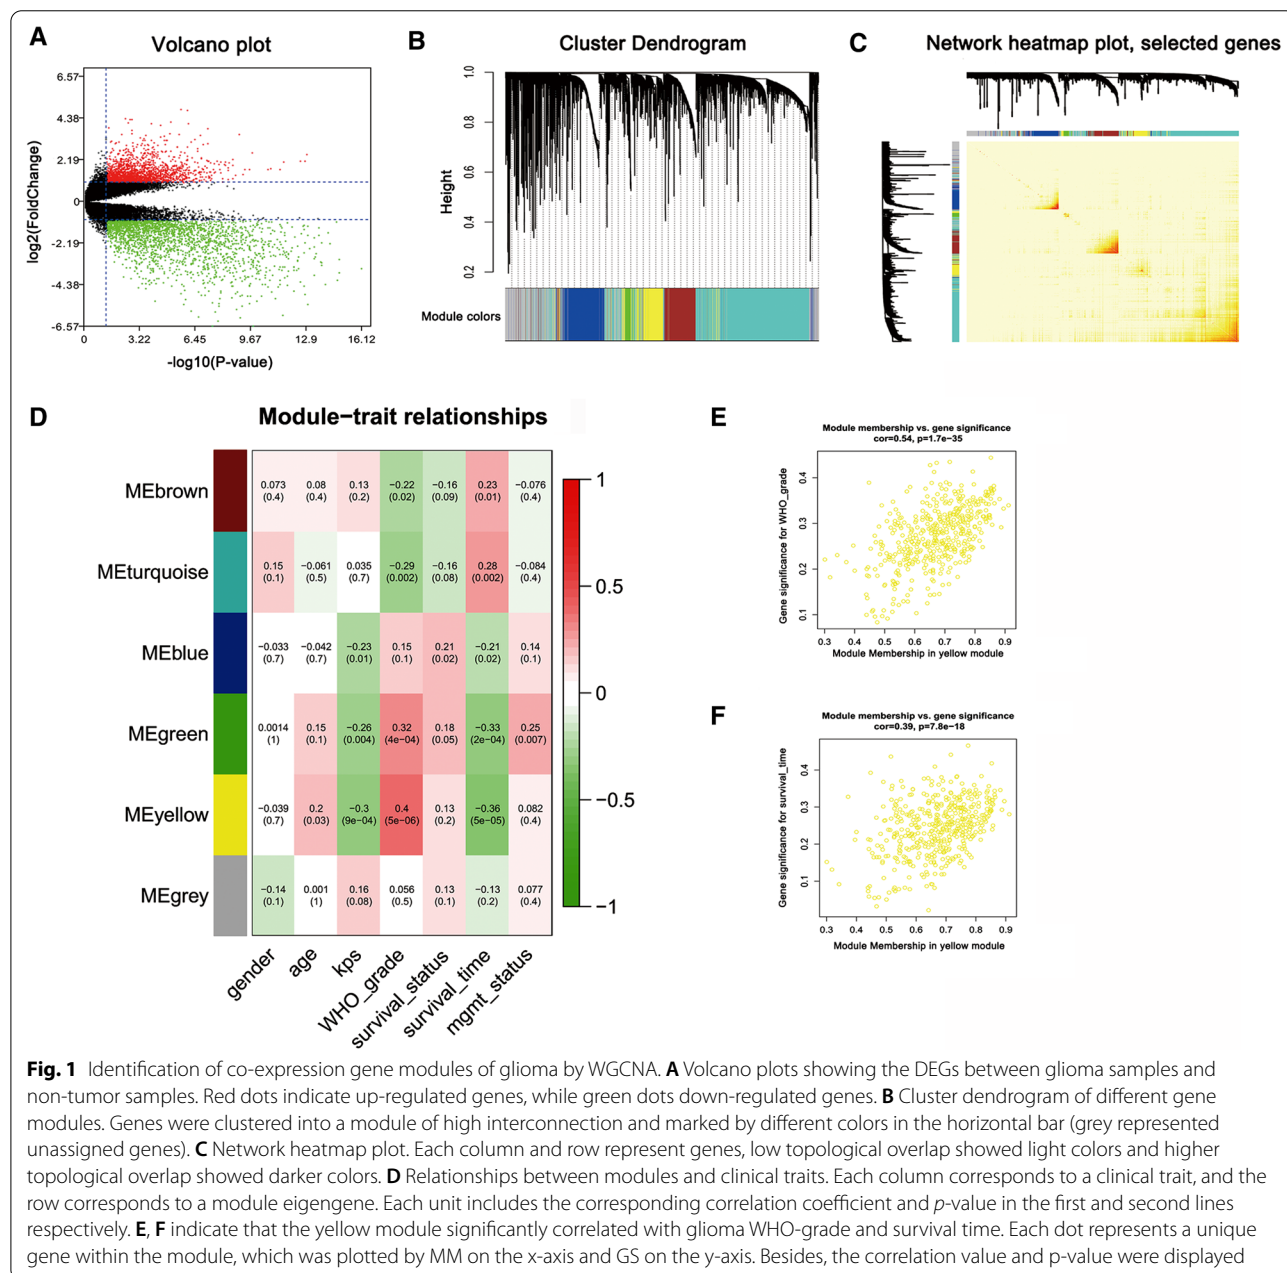 A
Volcano plot
6.57
4.38
2.19
0
-2.19
-4.38
-6.57
log2(FoldChange)
0 3.22 6.45 9.67 12.9 16.12
-log10(P-value)
B
Cluster Dendrogram
1.0
0.8
0.6
0.4
0.2
Height
Module colors
C
Network heatmap plot, selected genes
D
Module−trait relationships
MEbrown 0.073 0.08 0.13 −0.22 −0.16 0.23 −0.076
(0.4) (0.4) (0.2) (0.02) (0.09) (0.01) (0.4)
MEturquoise 0.15 −0.061 0.035 −0.29 −0.16 0.28 −0.084
(0.1) (0.5) (0.7) (0.002) (0.08) (0.002) (0.4)
MEblue −0.033 −0.042 −0.23 0.15 0.21 −0.21 0.14
(0.7) (0.7) (0.01) (0.1) (0.02) (0.02) (0.1)
MEgreen 0.0014 0.15 −0.26 0.32 0.18 −0.33 0.25
(1) (0.1) (0.004) (4e−04) (0.05) (2e−04) (0.007)
MEyellow −0.039 0.2 −0.3 0.4 0.13 −0.36 0.082
(0.7) (0.03) (9e−04) (5e−06) (0.2) (5e−05) (0.4)
MEgrey −0.14 0.001 0.16 0.056 0.13 −0.13 0.077
(0.1) (1) (0.08) (0.5) (0.1) (0.2) (0.4)
gender age kps WHO_grade survival_status survival_time mgmt_status
1
0.5
0
−0.5
−1
E
Module membership vs. gene significance
cor=0.54, p=1.7e−35
Gene significance for WHO_grade
0.4
0.3
0.2
0.1
0.3 0.4 0.5 0.6 0.7 0.8 0.9
Module Membership in yellow module
F
Module membership vs. gene significance
cor=0.39, p=7.8e−18
Gene significance for survival_time
0.4
0.3
0.2
0.1
0.3 0.4 0.5 0.6 0.7 0.8 0.9
Module Membership in yellow module
Fig. 1 Identification of co-expression gene modules of glioma by WGCNA. A Volcano plots showing the DEGs between glioma samples and
non-tumor samples. Red dots indicate up-regulated genes, while green dots down-regulated genes. B Cluster dendrogram of different gene
modules. Genes were clustered into a module of high interconnection and marked by different colors in the horizontal bar (grey represented
unassigned genes). C Network heatmap plot. Each column and row represent genes, low topological overlap showed light colors and higher
topological overlap showed darker colors. D Relationships between modules and clinical traits. Each column corresponds to a clinical trait, and the
row corresponds to a module eigengene. Each unit includes the corresponding correlation coefficient and p-value in the first and second lines
respectively. E, F indicate that the yellow module significantly correlated with glioma WHO-grade and survival time. Each dot represents a unique
gene within the module, which was plotted by MM on the x-axis and GS on the y-axis. Besides, the correlation value and p-value were displayed